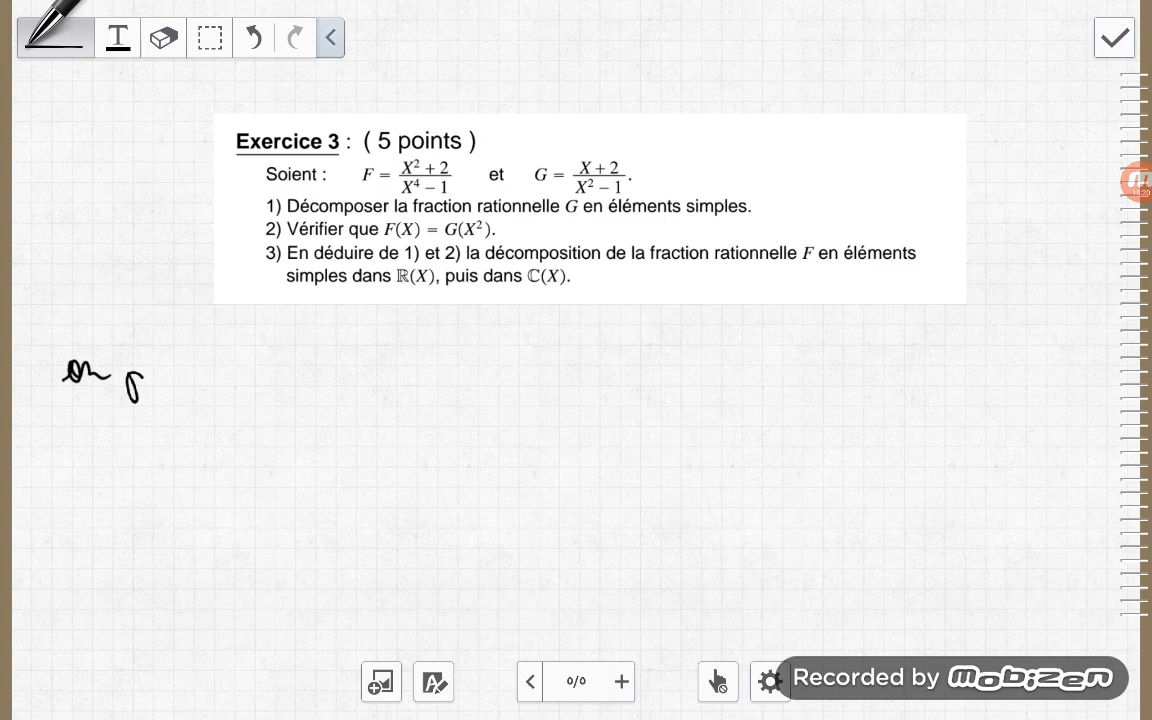 T
Exercice 3 : ( 5 points )
Soient : F = (X² + 2)/(X⁴ – 1) et G = (X + 2)/(X² – 1).
1) Décomposer la fraction rationnelle G en éléments simples.
2) Vérifier que F(X) = G(X²).
3) En déduire de 1) et 2) la décomposition de la fraction rationnelle F en éléments
simples dans ℝ(X), puis dans ℂ(X).
on
0/0
Recorded by mobizen